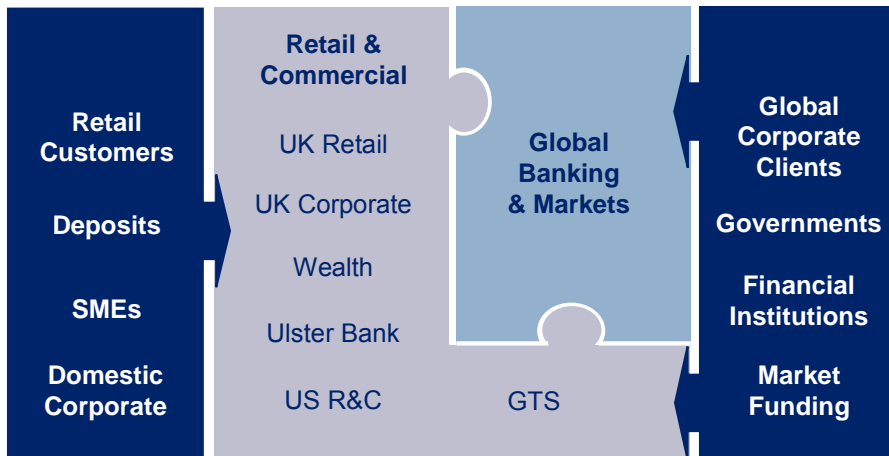 Retail
Customers
Deposits
SMEs
Domestic
Corporate
Retail &
Commercial
UK Retail
UK Corporate
Wealth
Ulster Bank
US R&C
GTS
Global
Banking
& Markets
Global
Corporate
Clients
Governments
Financial
Institutions
Market
Funding